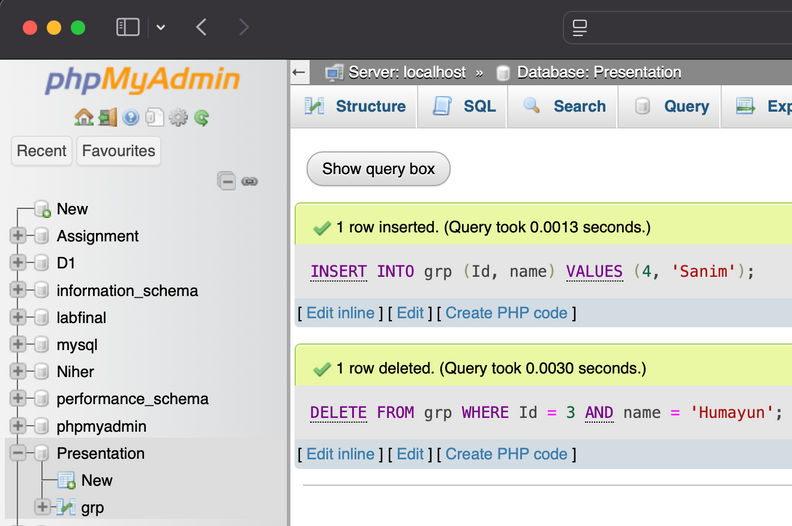 phpMyAdmin
Recent
Favourites
New
Assignment
D1
information_schema
labfinal
mysql
Niher
performance_schema
phpmyadmin
Presentation
New
grp
Server: localhost » Database: Presentation
Structure
SQL
Search
Query
Exp
Show query box
1 row inserted. (Query took 0.0013 seconds.)
INSERT INTO grp (Id, name) VALUES (4, 'Sanim');
[ Edit inline ] [ Edit ] [ Create PHP code ]
1 row deleted. (Query took 0.0030 seconds.)
DELETE FROM grp WHERE Id = 3 AND name = 'Humayun';
[ Edit inline ] [ Edit ] [ Create PHP code ]